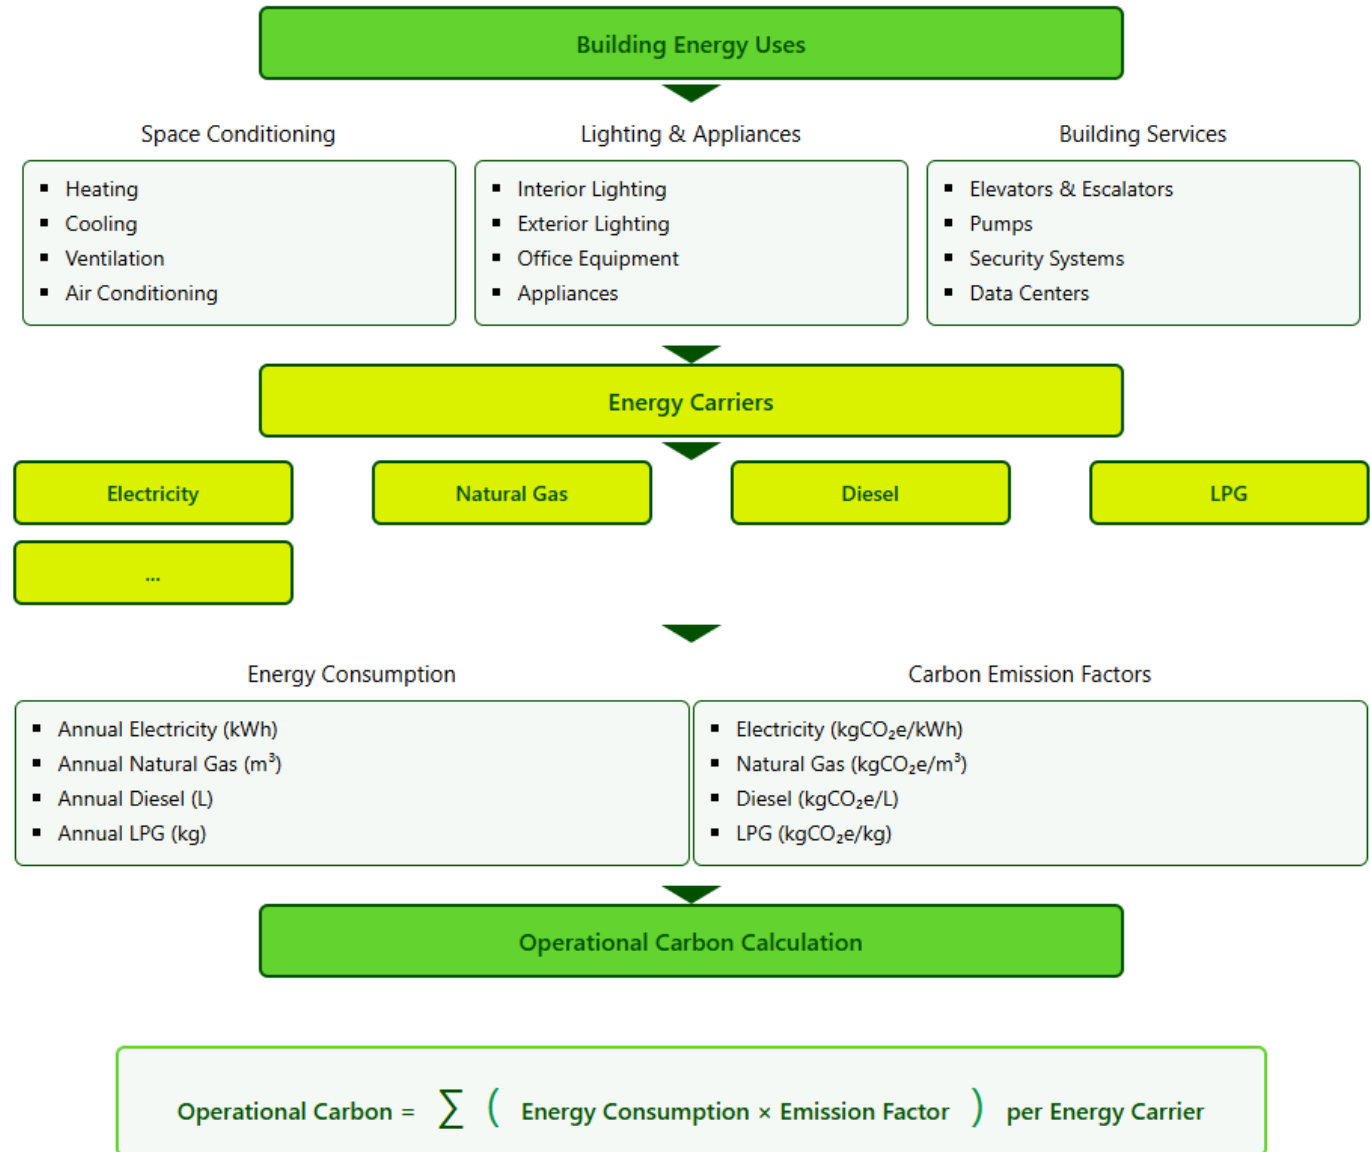 Building Energy Uses
Space Conditioning
▪ Heating
▪ Cooling
▪ Ventilation
▪ Air Conditioning
Lighting & Appliances
▪ Interior Lighting
▪ Exterior Lighting
▪ Office Equipment
▪ Appliances
Building Services
▪ Elevators & Escalators
▪ Pumps
▪ Security Systems
▪ Data Centers
Energy Carriers
Electricity
Natural Gas
Diesel
LPG
...
Energy Consumption
▪ Annual Electricity (kWh)
▪ Annual Natural Gas (m³)
▪ Annual Diesel (L)
▪ Annual LPG (kg)
Carbon Emission Factors
▪ Electricity (kgCO₂e/kWh)
▪ Natural Gas (kgCO₂e/m³)
▪ Diesel (kgCO₂e/L)
▪ LPG (kgCO₂e/kg)
Operational Carbon Calculation
Operational Carbon = ∑ ( Energy Consumption × Emission Factor ) per Energy Carrier